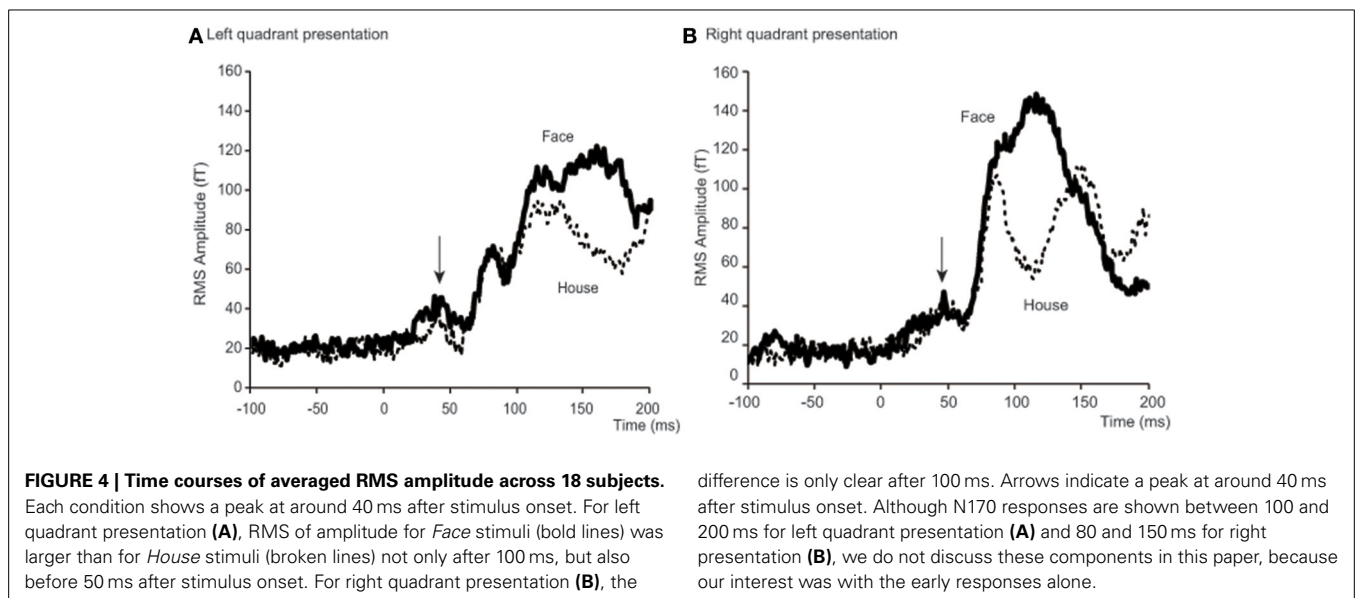 A Left quadrant presentation
160
140
120
100
80
60
40
20
0
RMS Amplitude (fT)
Face
House
-100 -50 0 50 100 150 200
Time (ms)
B Right quadrant presentation
160
140
120
100
80
60
40
20
0
RMS Amplitude (fT)
Face
House
-100 -50 0 50 100 150 200
Time (ms)
FIGURE 4 | Time courses of averaged RMS amplitude across 18 subjects.
Each condition shows a peak at around 40 ms after stimulus onset. For left
quadrant presentation (A), RMS of amplitude for Face stimuli (bold lines) was
larger than for House stimuli (broken lines) not only after 100 ms, but also
before 50 ms after stimulus onset. For right quadrant presentation (B), the
difference is only clear after 100 ms. Arrows indicate a peak at around 40 ms
after stimulus onset. Although N170 responses are shown between 100 and
200 ms for left quadrant presentation (A) and 80 and 150 ms for right
presentation (B), we do not discuss these components in this paper, because
our interest was with the early responses alone.